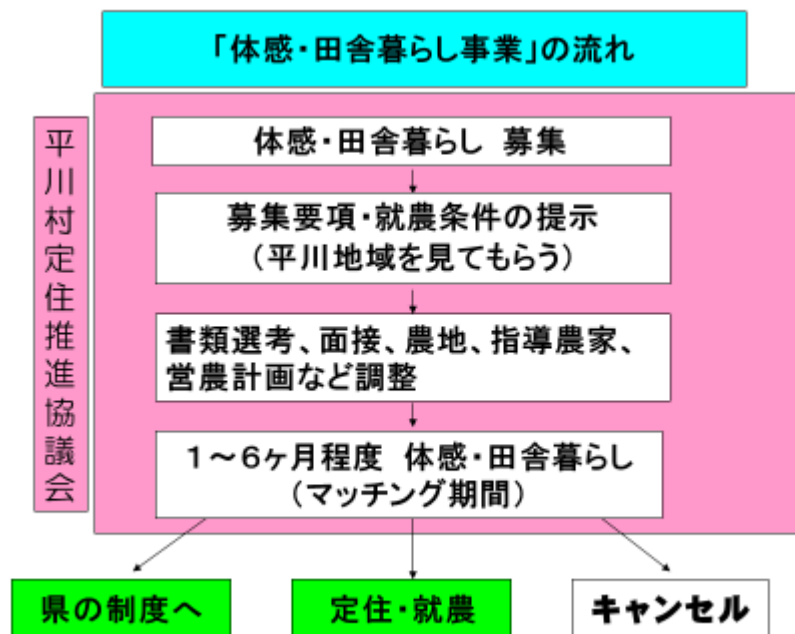 「体感・田舎暮らし事業」の流れ
平川村定住推進協議会
体感・田舎暮らし 募集
募集要項・就農条件の提示
（平川地域を見てもらう）
書類選考、面接、農地、指導農家、
営農計画など調整
１～６ヶ月程度 体感・田舎暮らし
（マッチング期間）
県の制度へ
定住・就農
キャンセル